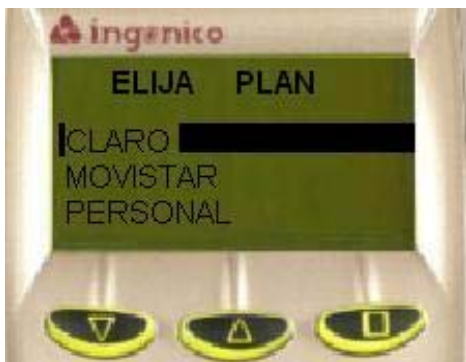 ingenico
ELIJA PLAN
CLARO
MOVISTAR
PERSONAL